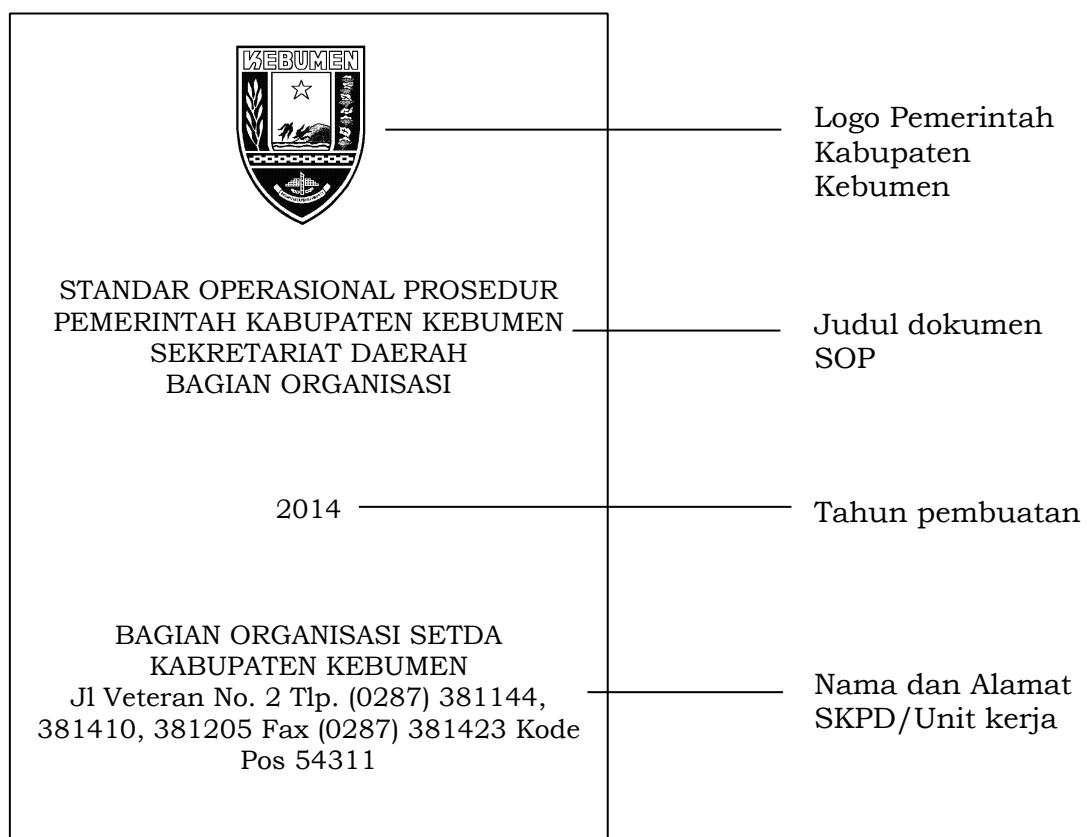 KEBUMEN
Logo Pemerintah
Kabupaten
Kebumen
STANDAR OPERASIONAL PROSEDUR
PEMERINTAH KABUPATEN KEBUMEN
SEKRETARIAT DAERAH
BAGIAN ORGANISASI
Judul dokumen
SOP
2014
Tahun pembuatan
BAGIAN ORGANISASI SETDA
KABUPATEN KEBUMEN
Jl Veteran No. 2 Tlp. (0287) 381144,
381410, 381205 Fax (0287) 381423 Kode
Pos 54311
Nama dan Alamat
SKPD/Unit kerja